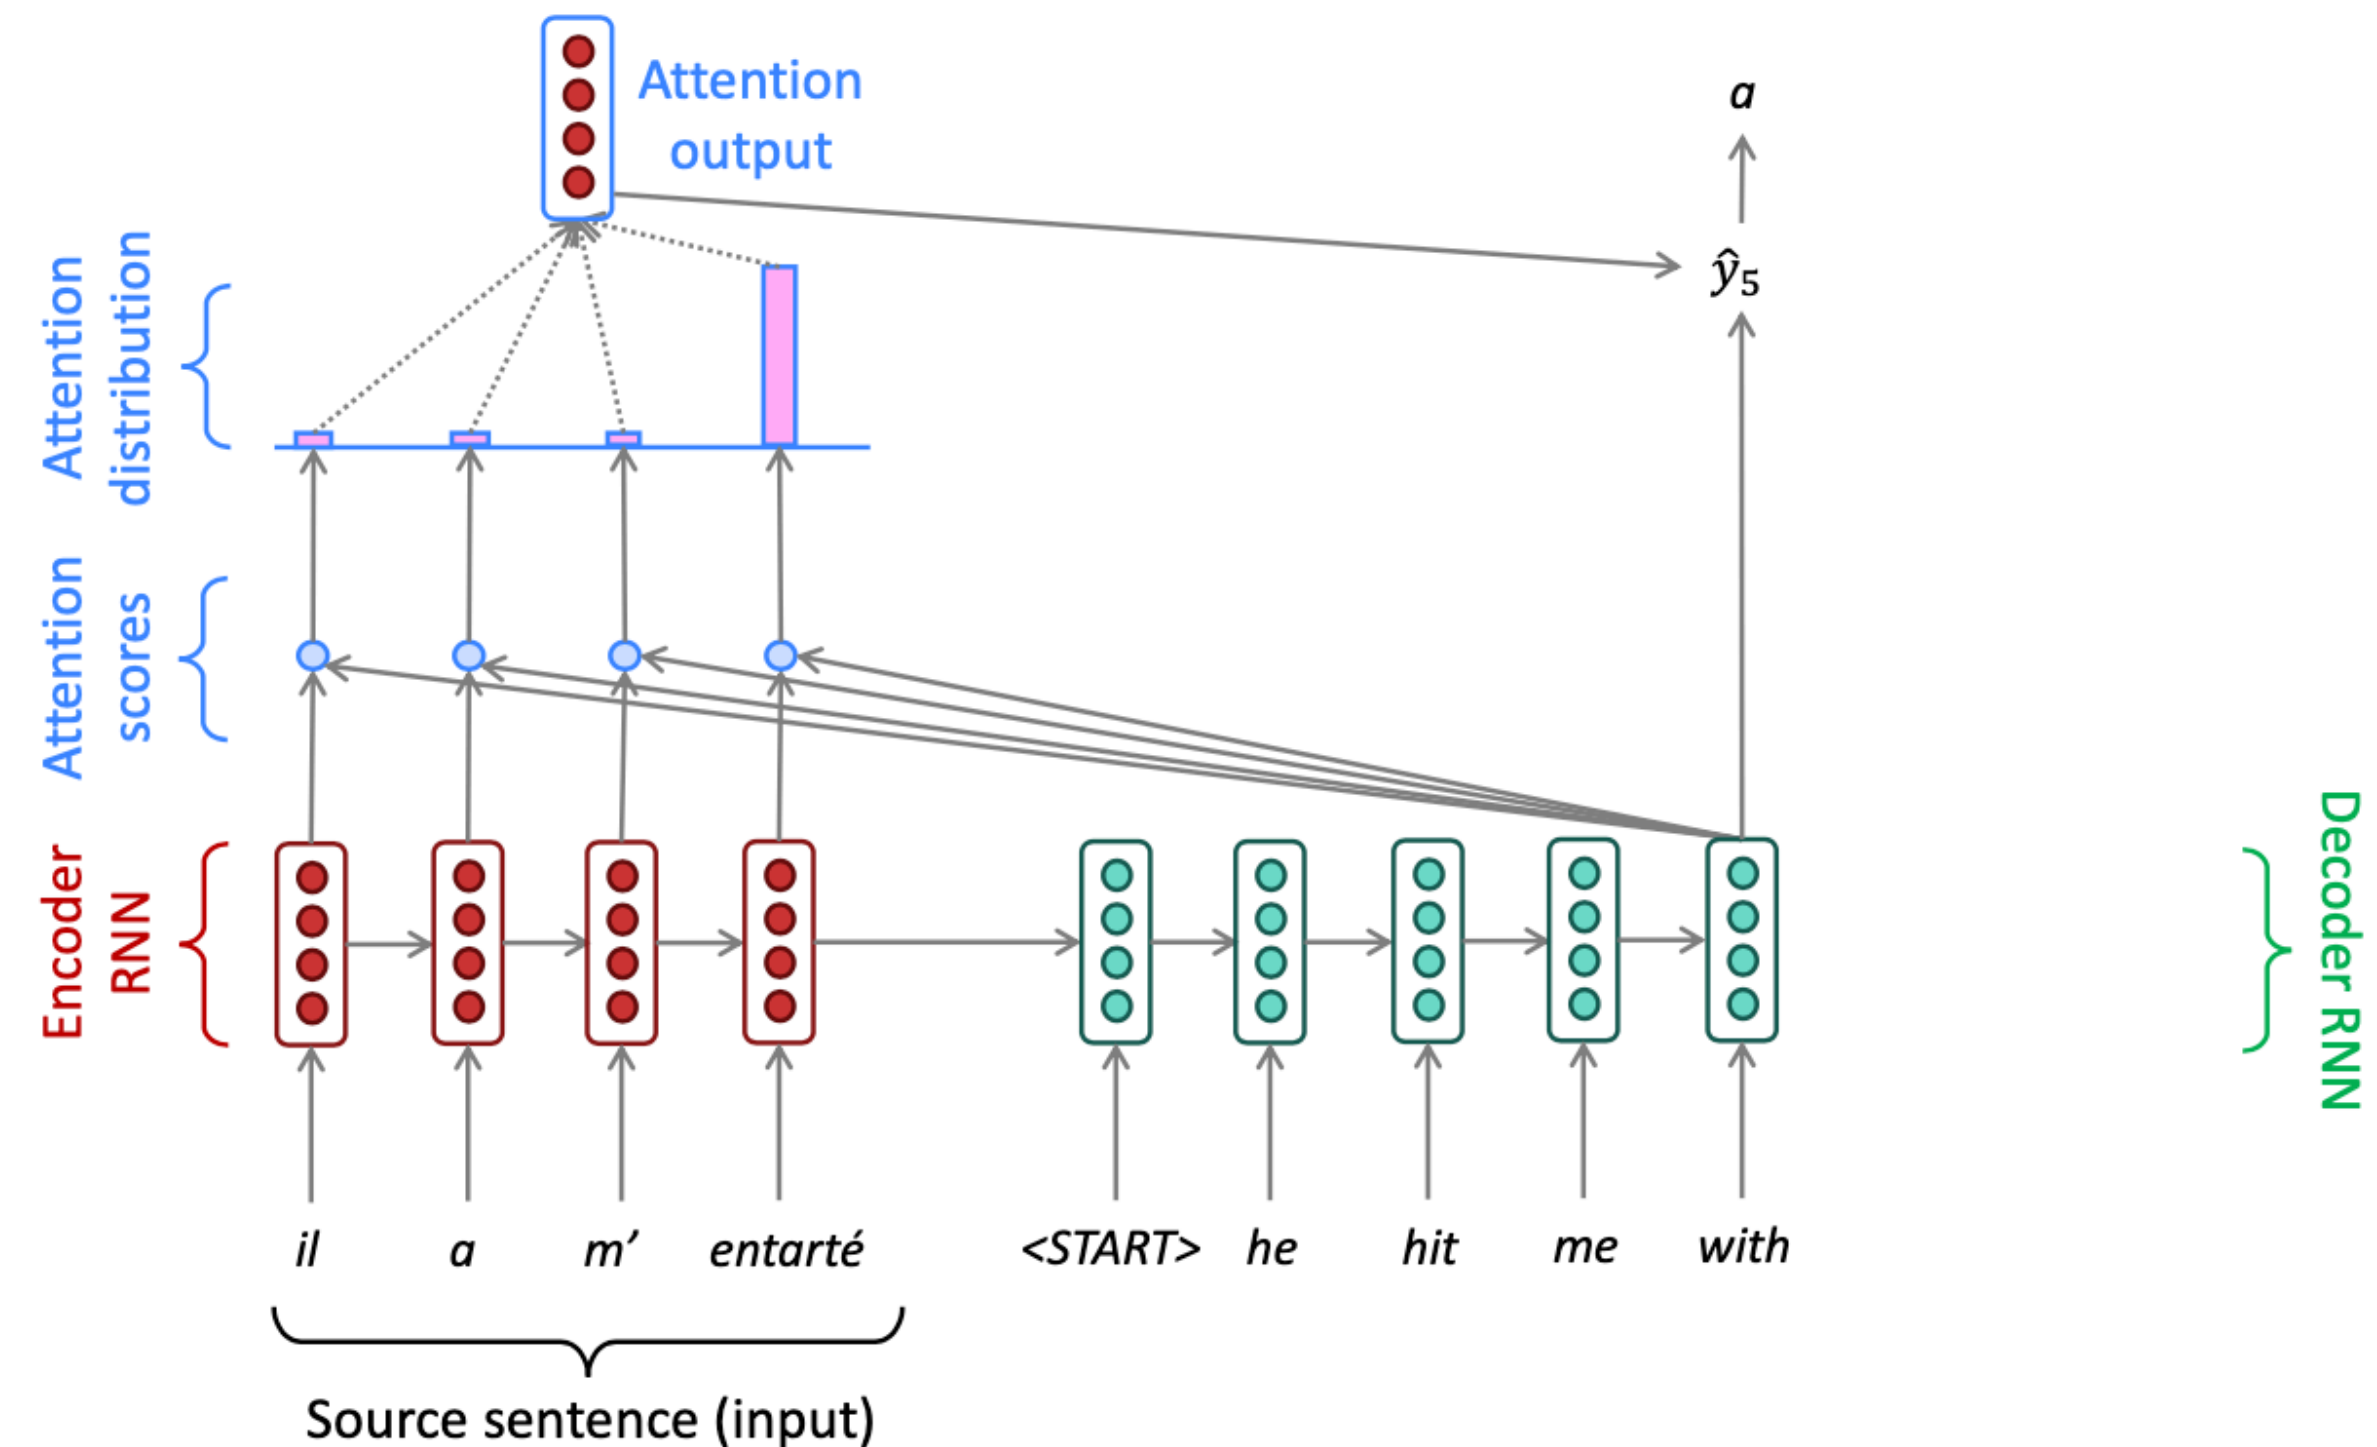 Attention
output
a
Attention
distribution
ŷ₅
Attention
scores
Encoder
RNN
Decoder RNN
il a m’ entarté <START> he hit me with
Source sentence (input)